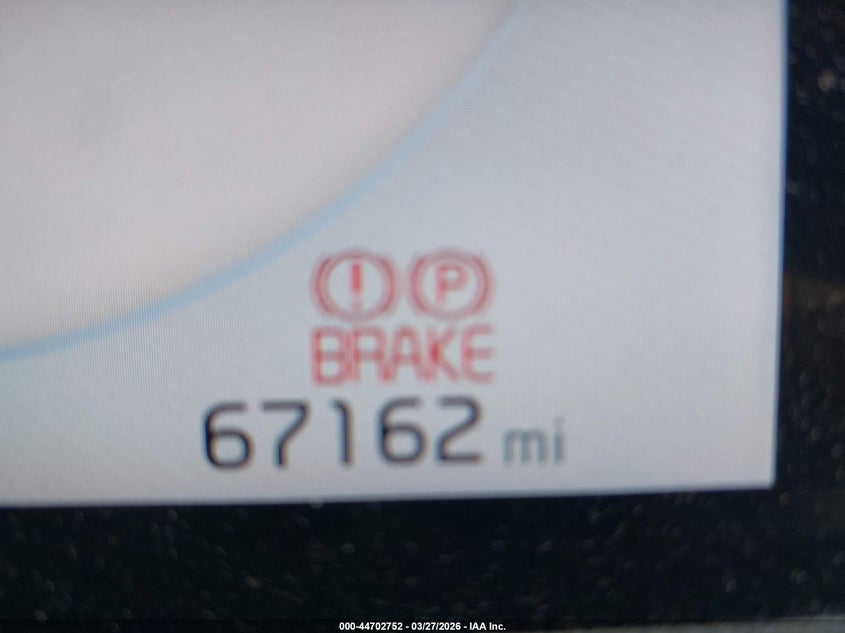 ! P
BRAKE
67162 mi
000-44702752 - 03/27/2026 - IAA Inc.